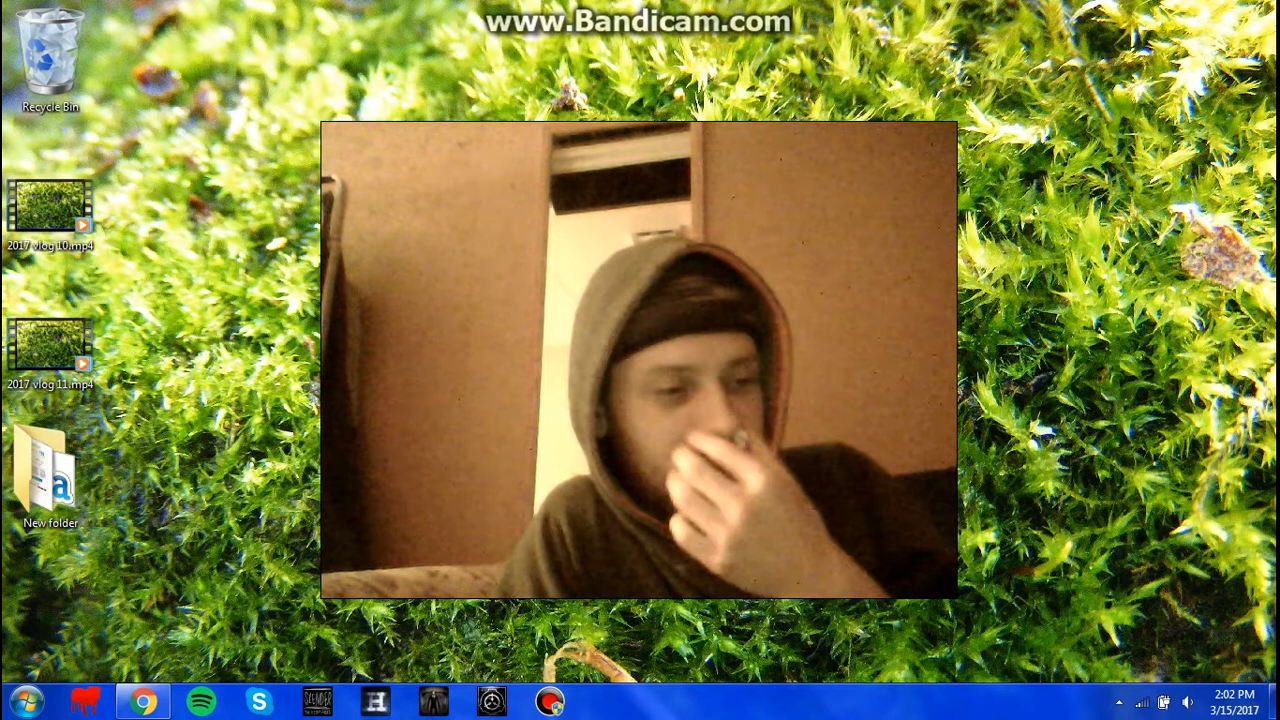 www.Bandicam.com
Recycle Bin
2017 vlog 10.mp4
2017 vlog 11.mp4
New folder
SLENDER
H
2:02 PM
3/15/2017